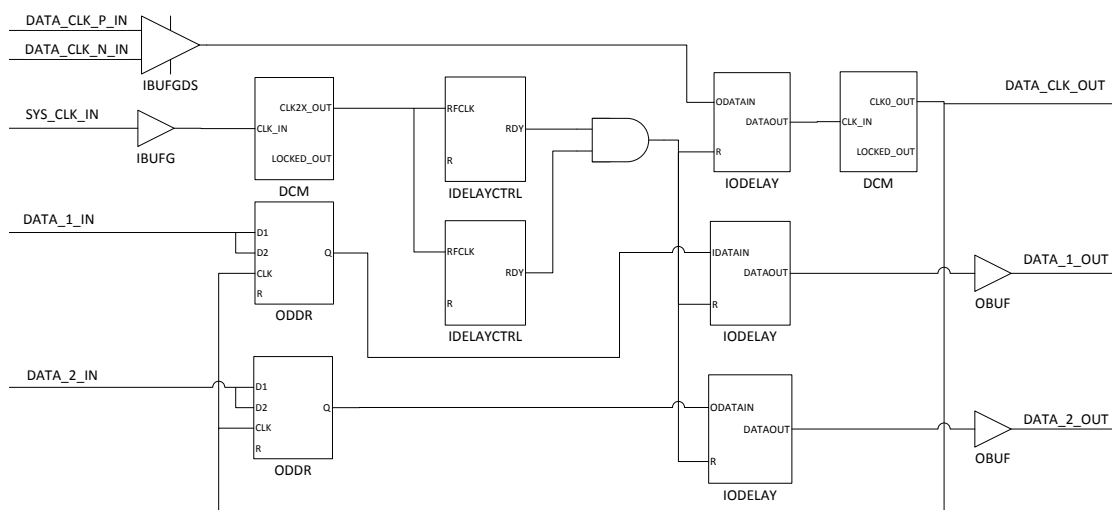 DATA_CLK_P_IN
DATA_CLK_N_IN
IBUFGDS
SYS_CLK_IN
IBUFG
CLK2X_OUT
CLK_IN
LOCKED_OUT
DCM
RFCLK
RDY
R
IDELAYCTRL
ODATAIN
DATAOUT
R
IODELAY
CLK0_OUT
CLK_IN
LOCKED_OUT
DCM
DATA_CLK_OUT
DATA_1_IN
D1
D2
Q
CLK
R
ODDR
RFCLK
RDY
R
IDELAYCTRL
IDATAIN
DATAOUT
R
IODELAY
OBUF
DATA_1_OUT
DATA_2_IN
D1
D2
Q
CLK
R
ODDR
ODATAIN
DATAOUT
R
IODELAY
OBUF
DATA_2_OUT